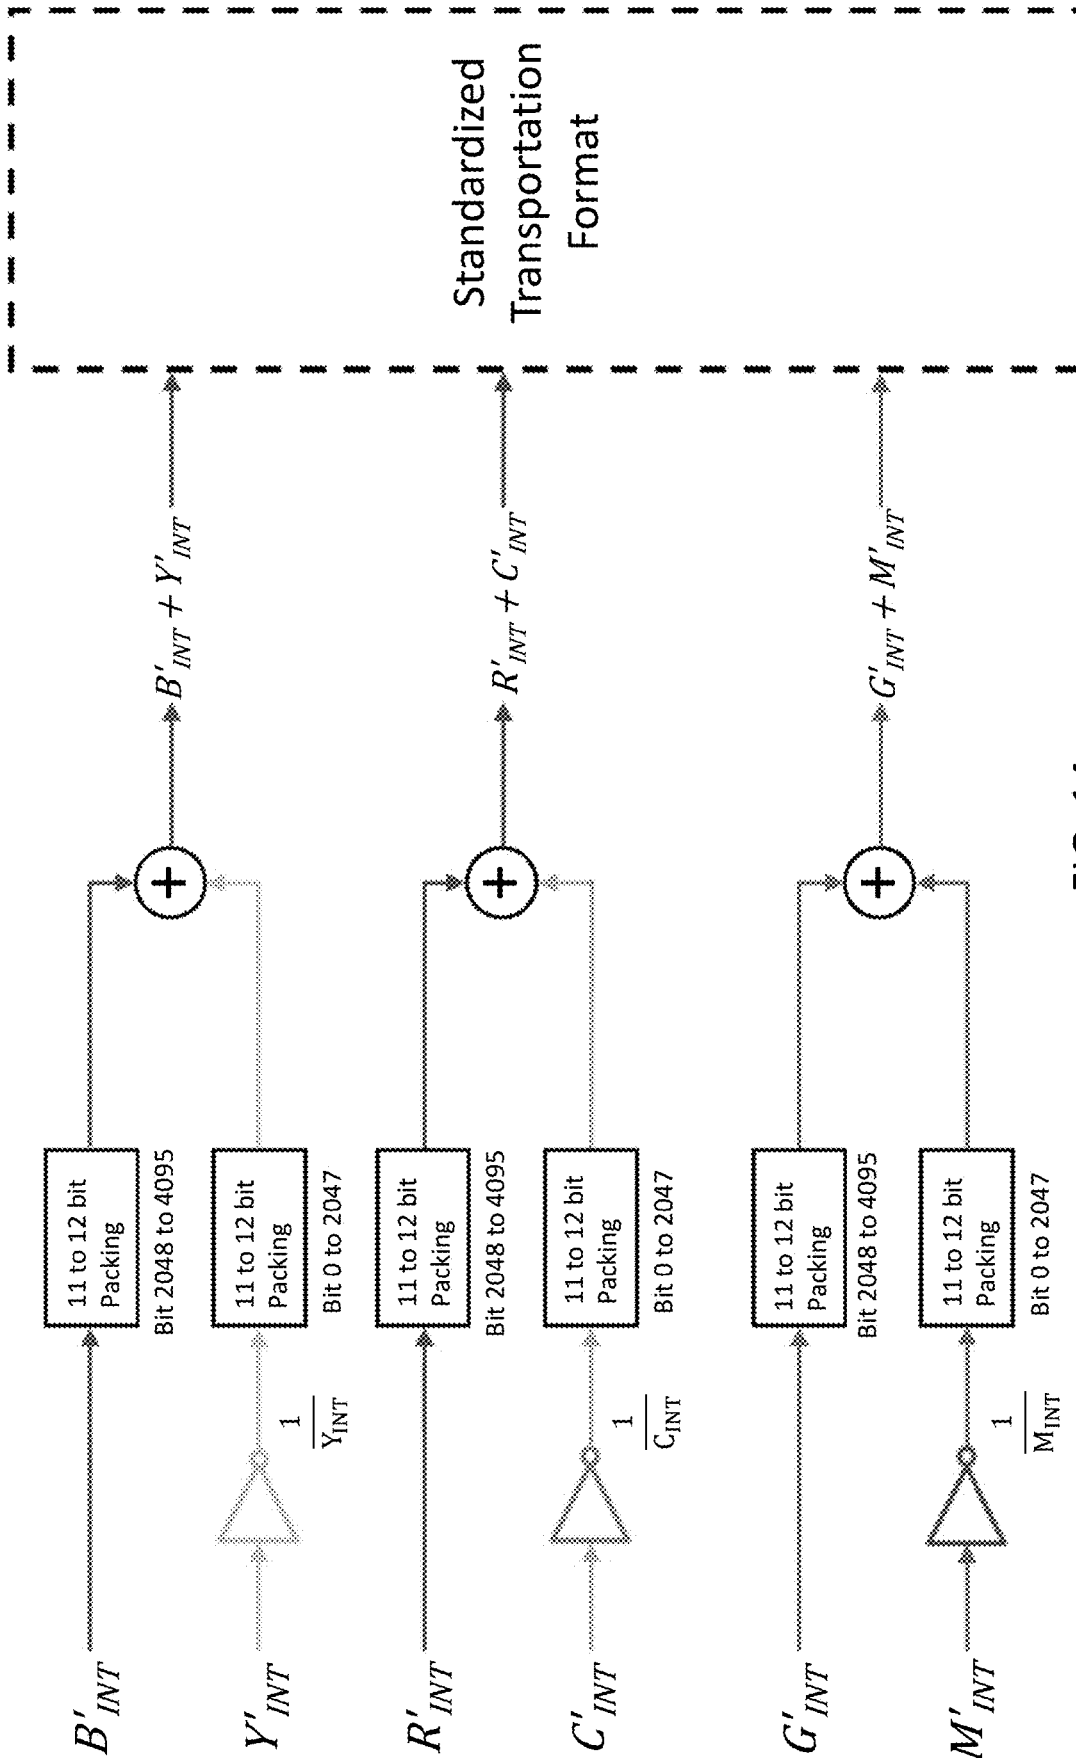 B'INT
11 to 12 bit
Packing
Bit 2048 to 4095
Y'INT
1
YINT
11 to 12 bit
Packing
Bit 0 to 2047
B'INT + Y'INT
R'INT
11 to 12 bit
Packing
Bit 2048 to 4095
C'INT
1
CINT
11 to 12 bit
Packing
Bit 0 to 2047
R'INT + C'INT
G'INT
11 to 12 bit
Packing
Bit 2048 to 4095
M'INT
1
MINT
11 to 12 bit
Packing
Bit 0 to 2047
G'INT + M'INT
Standardized
Transportation
Format